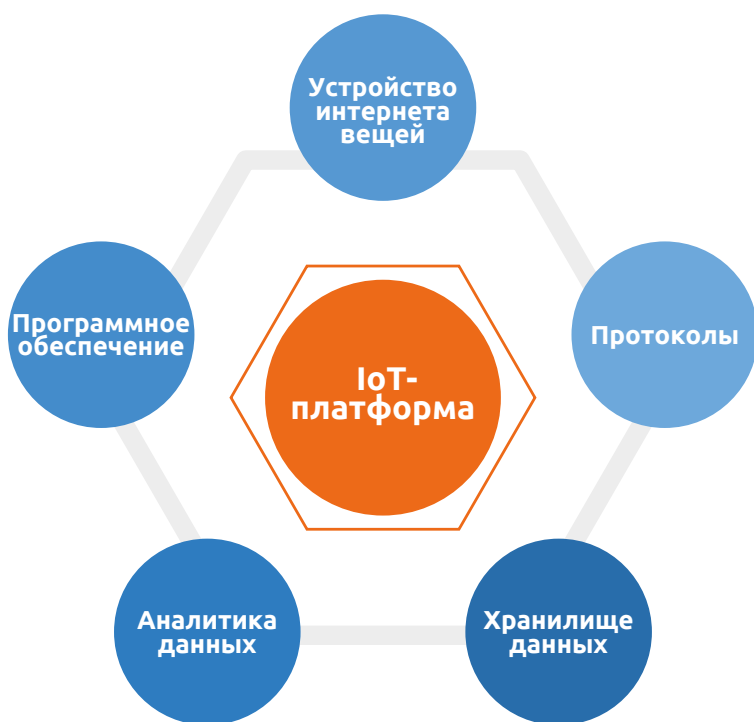 Устройство
интернета
вещей
Программное
обеспечение
Протоколы
IoT-
платформа
Аналитика
данных
Хранилище
данных